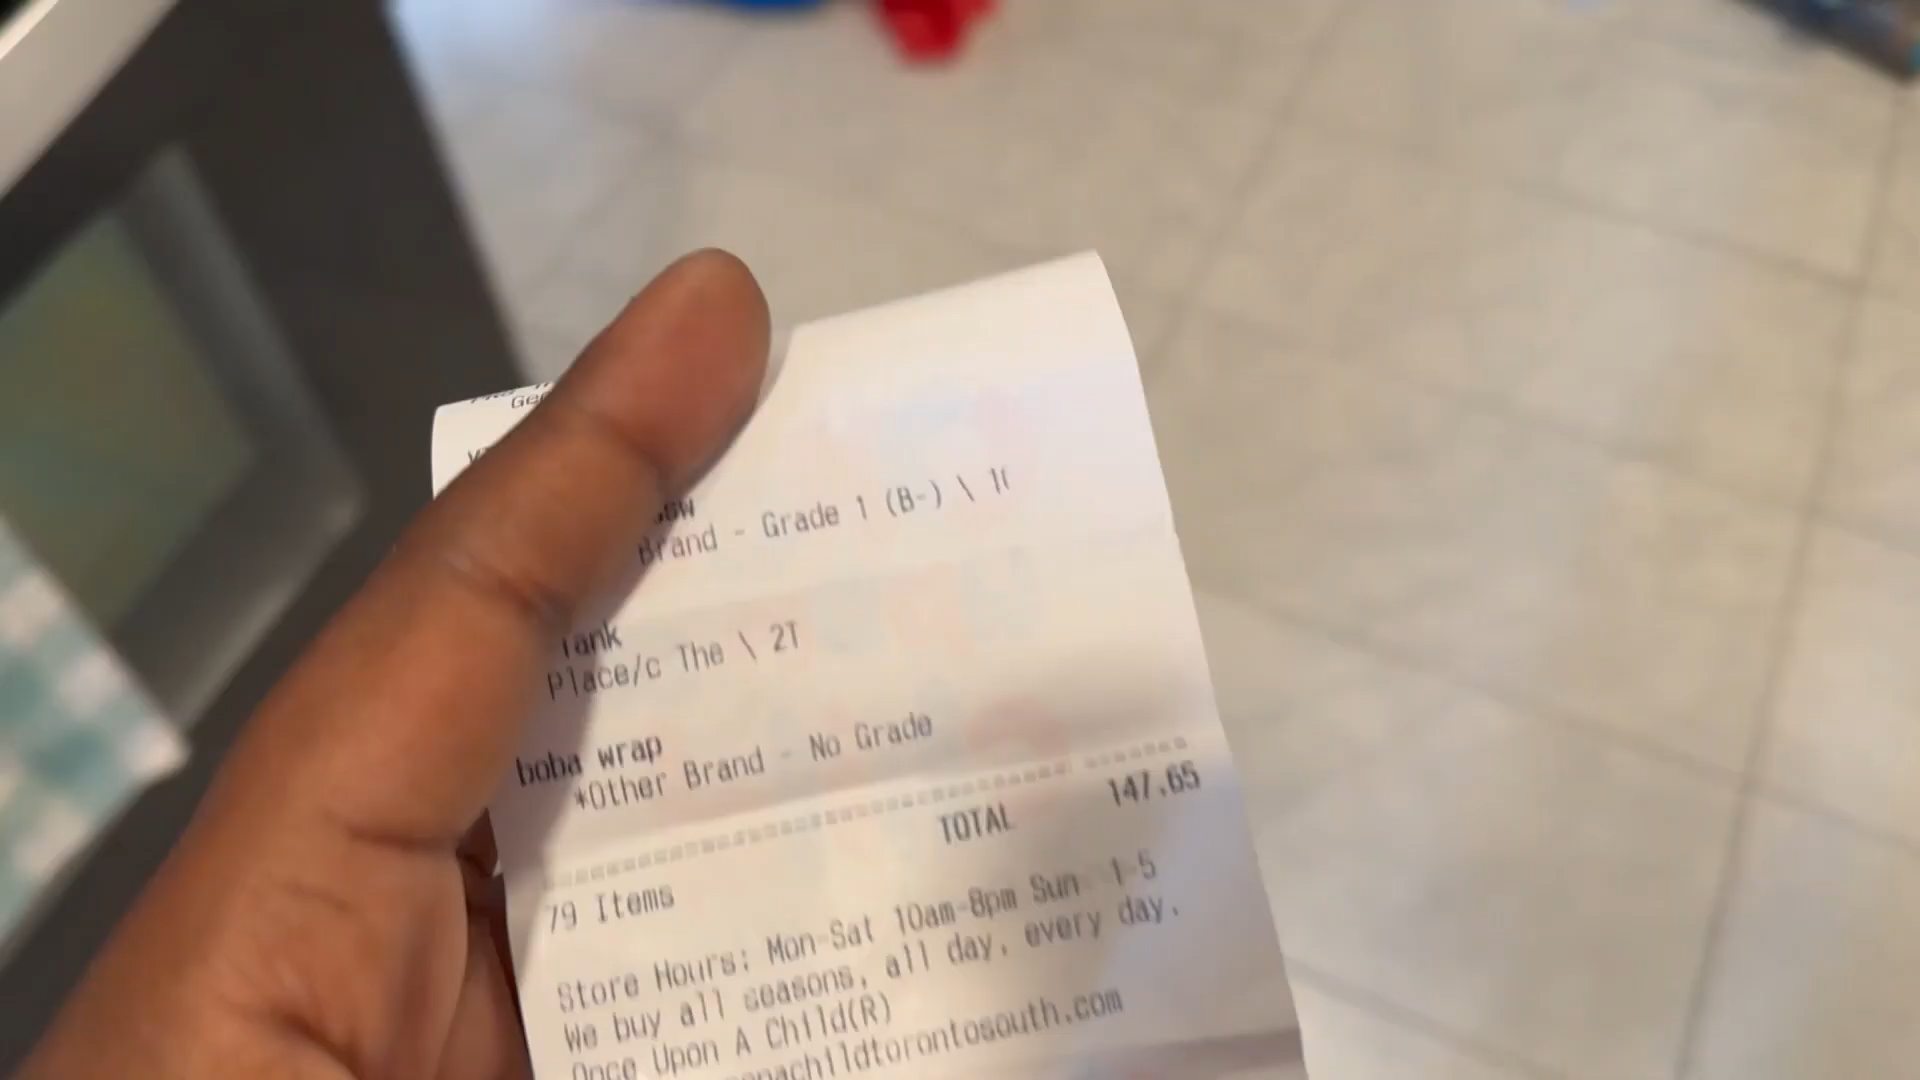 Brand - Grade 1 (B-) \
Tank
Place/c The \ 2T
boba wrap
*Other Brand - No Grade
TOTAL 147.65
79 Items
Store Hours: Mon-Sat 10am-8pm Sun 1-5
We buy all seasons, all day, every day.
Once Upon A Child(R)